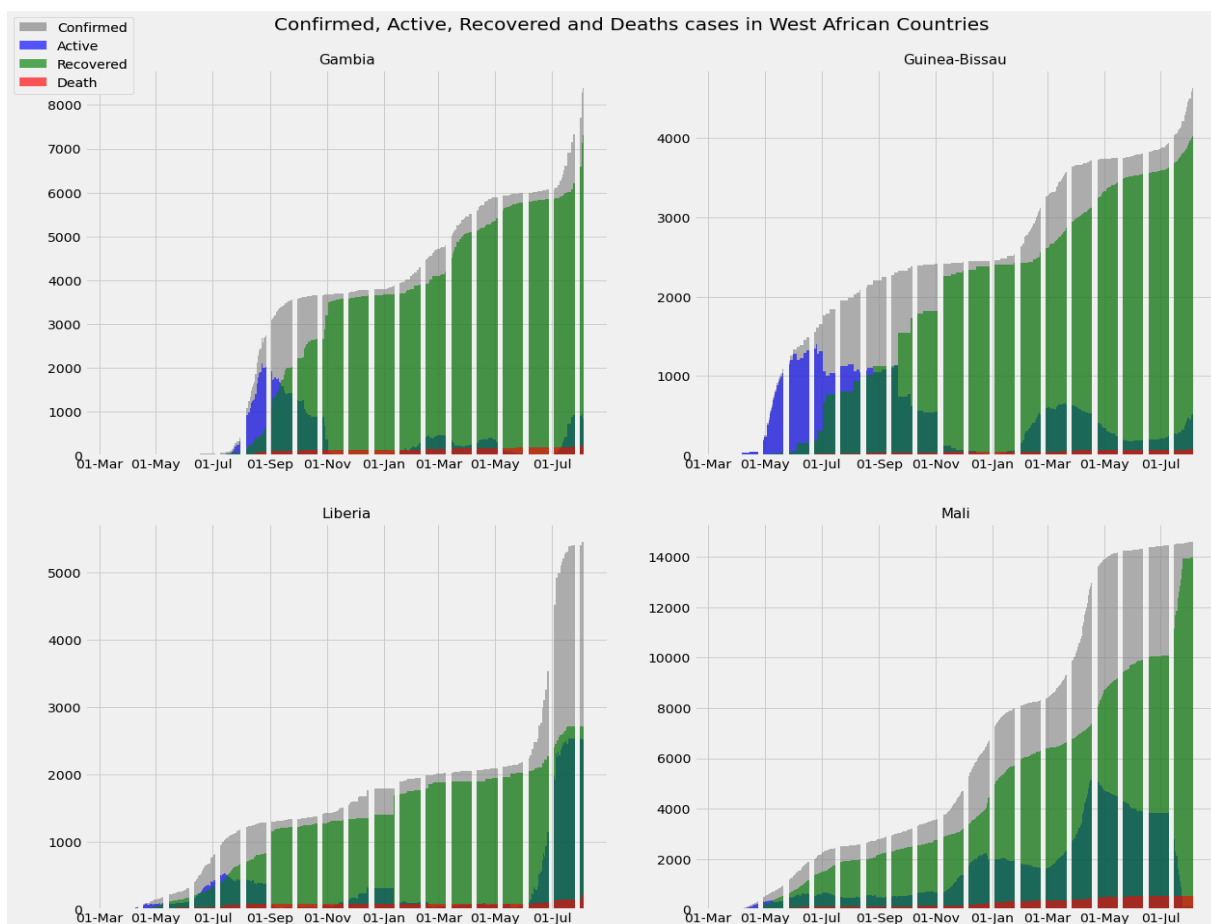 Confirmed, Active, Recovered and Deaths cases in West African Countries
Confirmed
Active
Recovered
Death
Gambia
8000
7000
6000
5000
4000
3000
2000
1000
0
01-Mar 01-May 01-Jul 01-Sep 01-Nov 01-Jan 01-Mar 01-May 01-Jul
Guinea-Bissau
4000
3000
2000
1000
0
01-Mar 01-May 01-Jul 01-Sep 01-Nov 01-Jan 01-Mar 01-May 01-Jul
Liberia
5000
4000
3000
2000
1000
0
01-Mar 01-May 01-Jul 01-Sep 01-Nov 01-Jan 01-Mar 01-May 01-Jul
Mali
14000
12000
10000
8000
6000
4000
2000
0
01-Mar 01-May 01-Jul 01-Sep 01-Nov 01-Jan 01-Mar 01-May 01-Jul